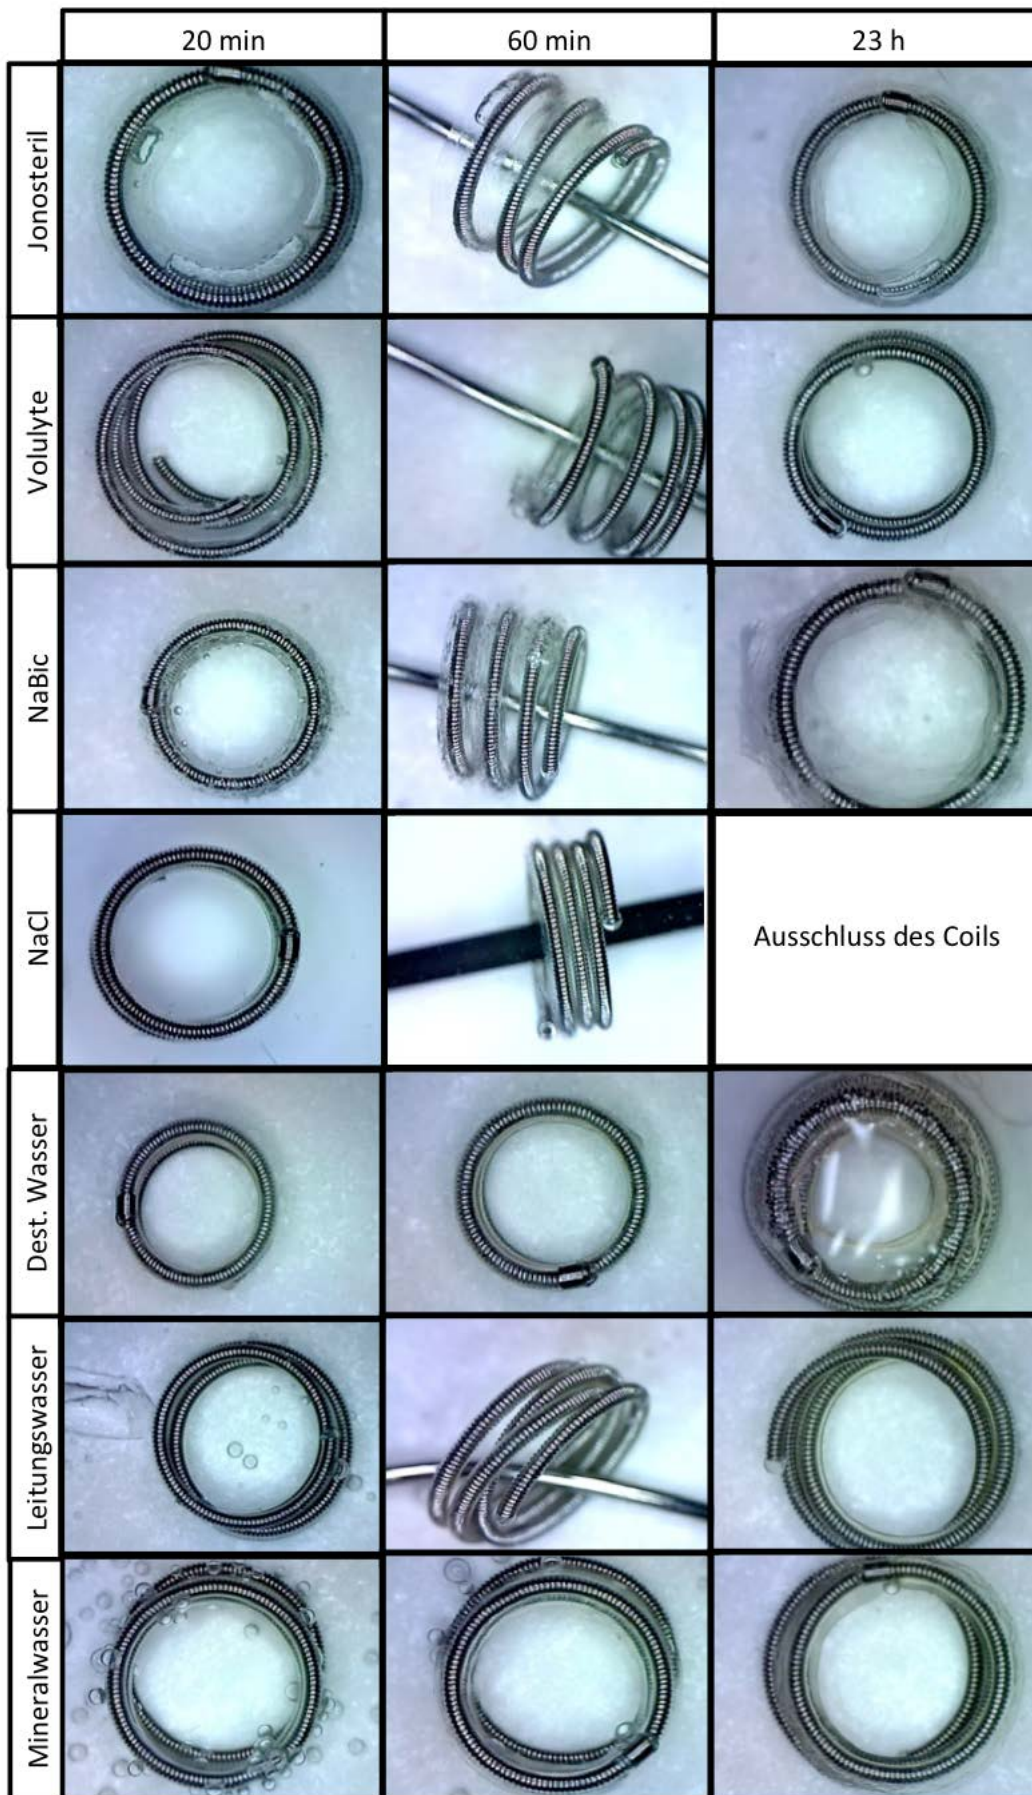 20 min
60 min
23 h
Jonosteril
Volulyte
NaBic
NaCl
Ausschluss des Coils
Dest. Wasser
Leitungswasser
Mineralwasser